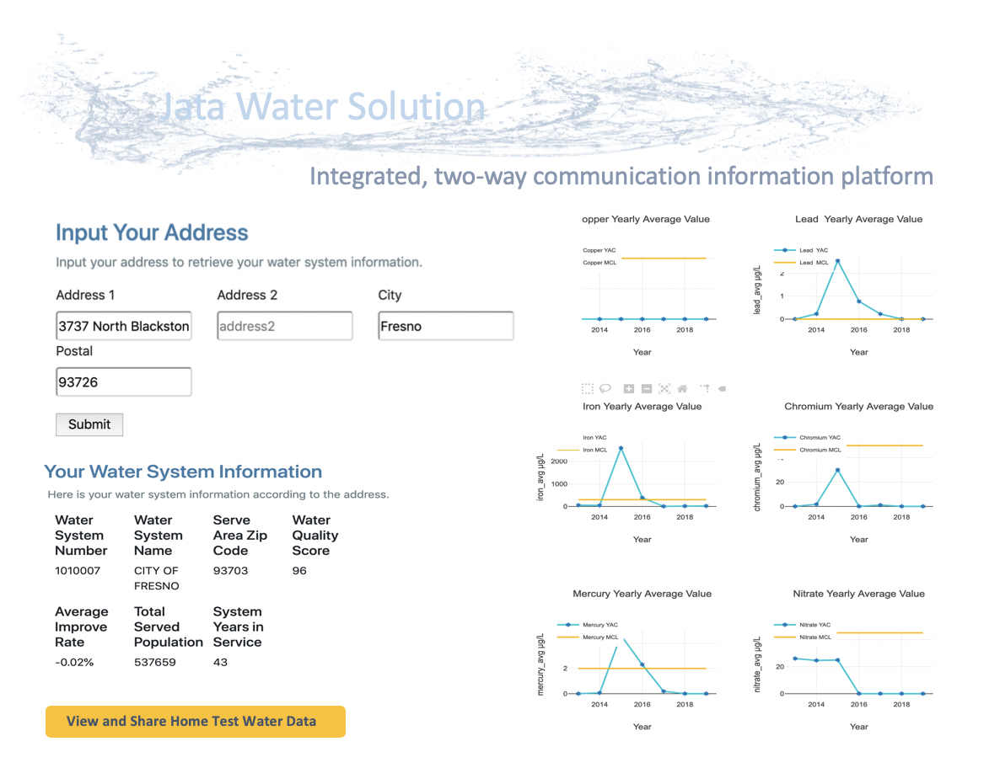 Jata Water Solution
Integrated, two-way communication information platform
Input Your Address
Input your address to retrieve your water system information.
Address 1
Address 2
City
3737 North Blackston
address2
Fresno
Postal
93726
Submit
Your Water System Information
Here is your water system information according to the address.
Water System Number
Water System Name
Serve Area Zip Code
Water Quality Score
1010007
CITY OF FRESNO
93703
96
Average Improve Rate
Total Served Population
System Years in Service
-0.02%
537659
43
View and Share Home Test Water Data
opper Yearly Average Value
Copper YAC
Copper MCL
2014 2016 2018
Year
Lead Yearly Average Value
Lead YAC
Lead MCL
lead_avg µg/L
2
1
0
2014 2016 2018
Year
Iron Yearly Average Value
Iron YAC
Iron MCL
iron_avg µg/L
2000
1000
0
2014 2016 2018
Year
Chromium Yearly Average Value
Chromium YAC
Chromium MCL
chromium_avg µg/L
20
0
2014 2016 2018
Year
Mercury Yearly Average Value
Mercury YAC
Mercury MCL
mercury_avg µg/L
2
0
2014 2016 2018
Year
Nitrate Yearly Average Value
Nitrate YAC
Nitrate MCL
nitrate_avg µg/L
20
0
2014 2016 2018
Year